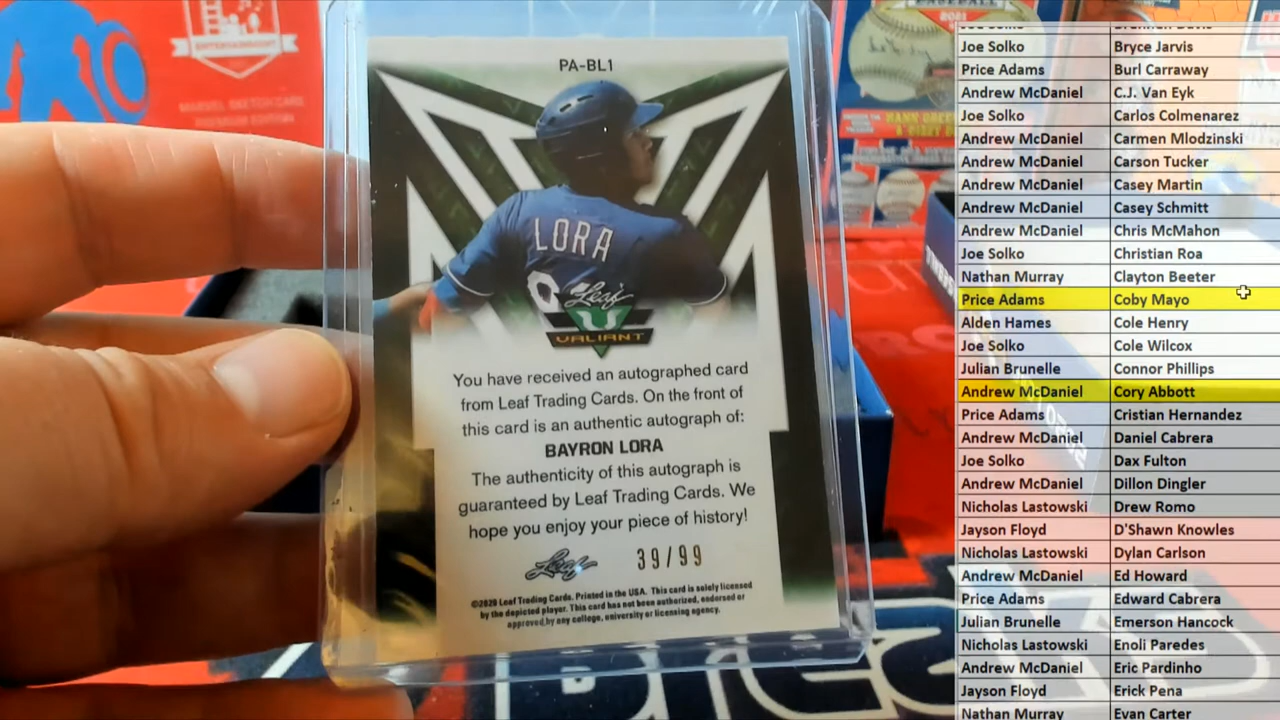 PA-BL1
LORA
Leaf
VALIANT
You have received an autographed card
from Leaf Trading Cards. On the front of
this card is an authentic autograph of:
BAYRON LORA
The authenticity of this autograph is
guaranteed by Leaf Trading Cards. We
hope you enjoy your piece of history!
Leaf 39/99
©2020 Leaf Trading Cards. Printed in the USA. This card is solely licensed
by the depicted player. This card has not been authorized, endorsed or
approved by any college, university or licensing agency.
ENTERTAINMENT
MARVEL SKETCH CARD
PREMIUM EDITION
BASEBALL
2021
Joe Solko Bryce Jarvis
Price Adams Burl Carraway
Andrew McDaniel C.J. Van Eyk
Joe Solko Carlos Colmenarez
Andrew McDaniel Carmen Mlodzinski
Andrew McDaniel Carson Tucker
Andrew McDaniel Casey Martin
Andrew McDaniel Casey Schmitt
Andrew McDaniel Chris McMahon
Joe Solko Christian Roa
Nathan Murray Clayton Beeter
Price Adams Coby Mayo
Alden Hames Cole Henry
Joe Solko Cole Wilcox
Julian Brunelle Connor Phillips
Andrew McDaniel Cory Abbott
Price Adams Cristian Hernandez
Andrew McDaniel Daniel Cabrera
Joe Solko Dax Fulton
Andrew McDaniel Dillon Dingler
Nicholas Lastowski Drew Romo
Jayson Floyd D'Shawn Knowles
Nicholas Lastowski Dylan Carlson
Andrew McDaniel Ed Howard
Price Adams Edward Cabrera
Julian Brunelle Emerson Hancock
Nicholas Lastowski Enoli Paredes
Andrew McDaniel Eric Pardinho
Jayson Floyd Erick Pena
Nathan Murray Evan Carter